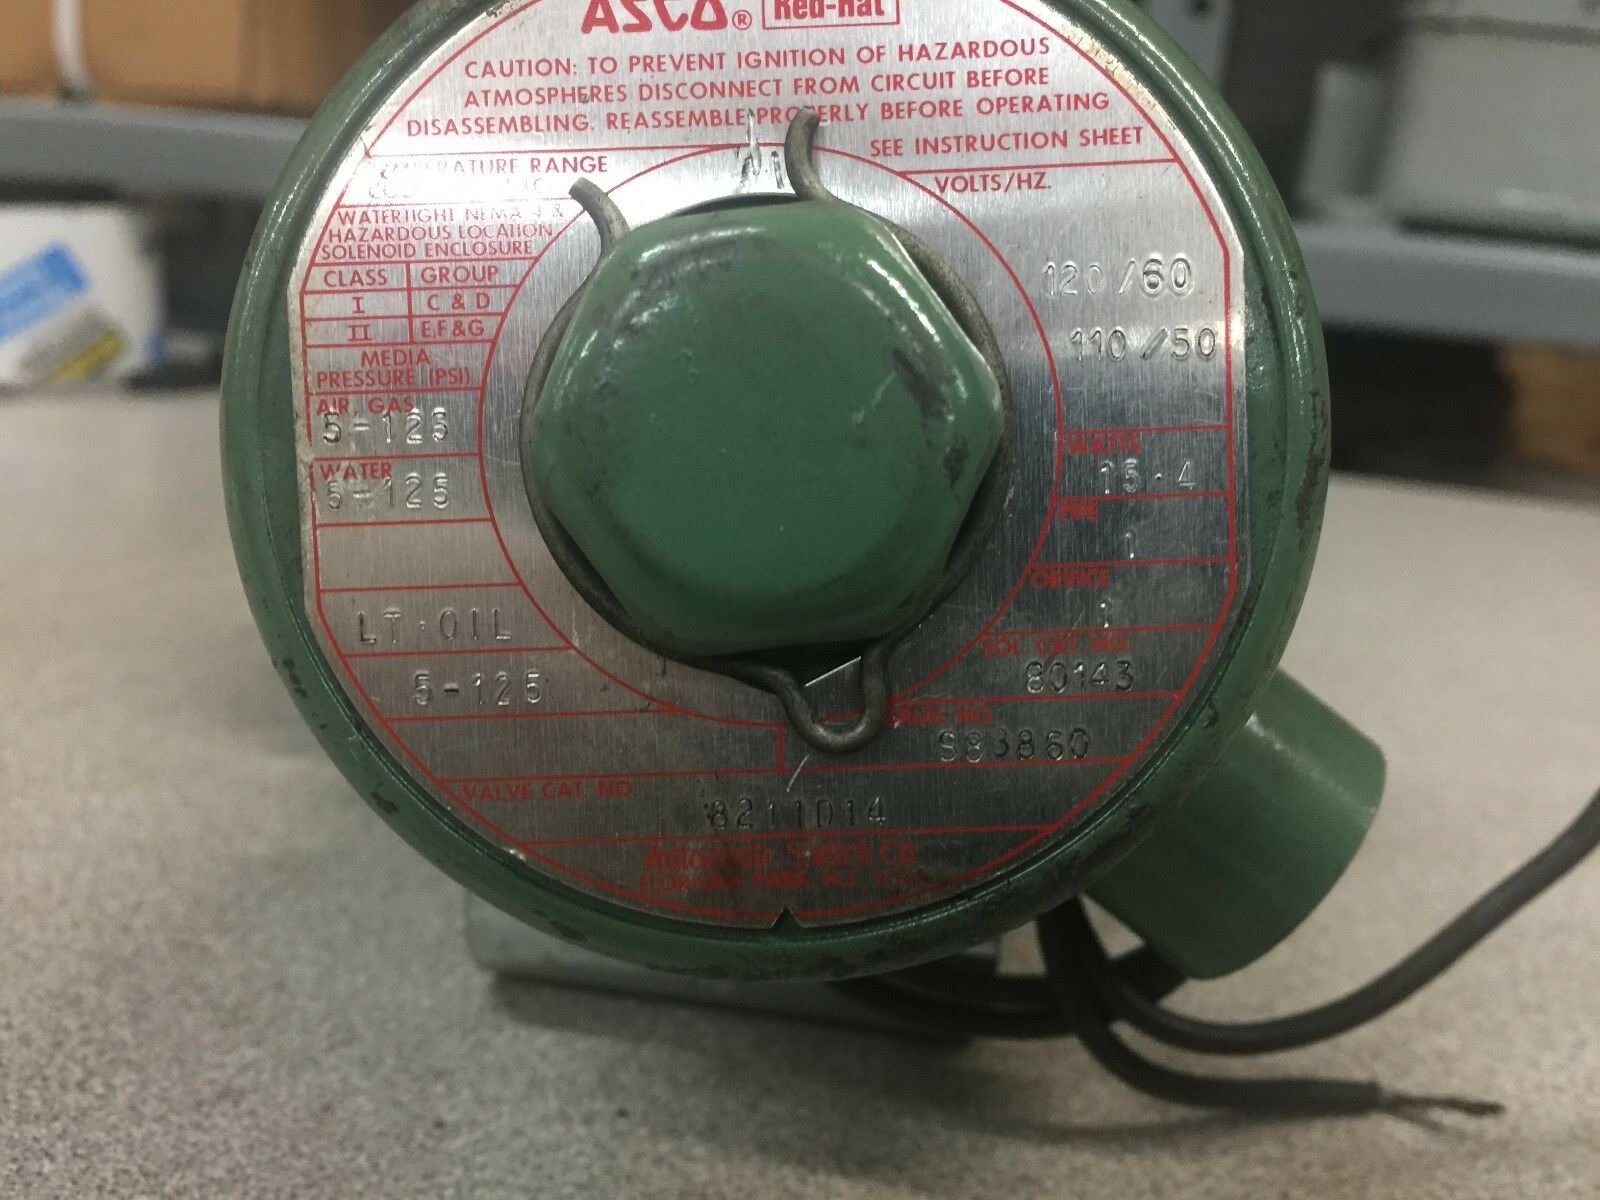 ASCO® Red-Hat
CAUTION: TO PREVENT IGNITION OF HAZARDOUS
ATMOSPHERES DISCONNECT FROM CIRCUIT BEFORE
DISASSEMBLING. REASSEMBLE PROPERLY BEFORE OPERATING
SEE INSTRUCTION SHEET
TEMPERATURE RANGE
WATERTIGHT NEMA &
HAZARDOUS LOCATION
SOLENOID ENCLOSURE
CLASS GROUP
I C & D
II E,F&G
MEDIA
PRESSURE (PSI)
AIR, GAS
5-125
WATER
5-125
LT.OIL
5-125
VOLTS/HZ.
120/60
110/50
WATTS
15.4
PIPE
1
ORIFICE
1
SOL. CAT. NO.
80143
SERIAL NO.
S83860
VALVE CAT. NO.
8211D14
Automatic Switch Co.
FLORHAM PARK, N.J. U.S.A.